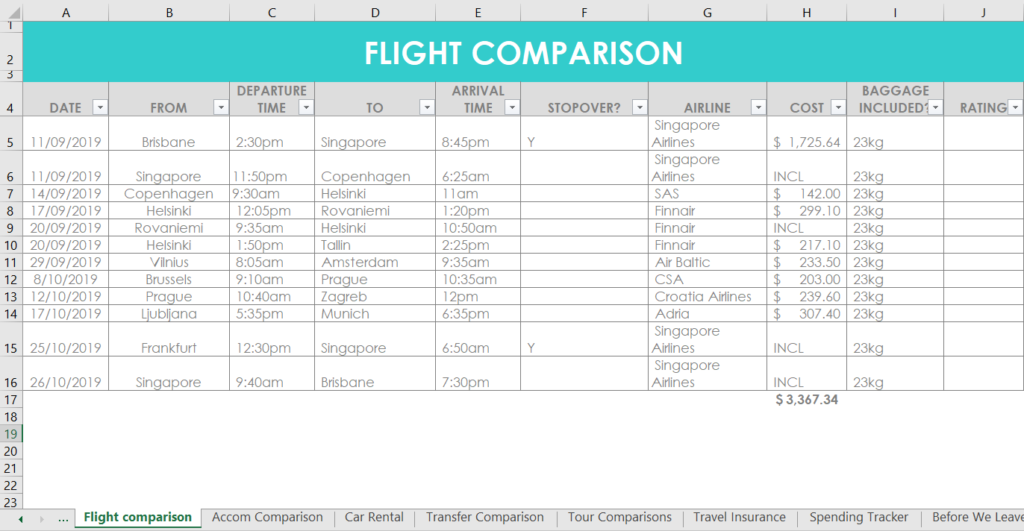 A B C D E F G H I J
1
2 FLIGHT COMPARISON
3
DEPARTURE ARRIVAL BAGGAGE
4 DATE FROM TIME TO TIME STOPOVER? AIRLINE COST INCLUDED? RATING
Singapore
5 11/09/2019 Brisbane 2:30pm Singapore 8:45pm Y Airlines $ 1,725.64 23kg
Singapore
6 11/09/2019 Singapore 11:50pm Copenhagen 6:25am Airlines INCL 23kg
7 14/09/2019 Copenhagen 9:30am Helsinki 11am SAS $ 142.00 23kg
8 17/09/2019 Helsinki 12:05pm Rovaniemi 1:20pm Finnair $ 299.10 23kg
9 20/09/2019 Rovaniemi 9:35am Helsinki 10:50am Finnair INCL 23kg
10 20/09/2019 Helsinki 1:50pm Tallin 2:25pm Finnair $ 217.10 23kg
11 29/09/2019 Vilnius 8:05am Amsterdam 9:35am Air Baltic $ 233.50 23kg
12 8/10/2019 Brussels 9:10am Prague 10:35am CSA $ 203.00 23kg
13 12/10/2019 Prague 10:40am Zagreb 12pm Croatia Airlines $ 239.60 23kg
14 17/10/2019 Ljubljana 5:35pm Munich 6:35pm Adria $ 307.40 23kg
Singapore
15 25/10/2019 Frankfurt 12:30pm Singapore 6:50am Y Airlines INCL 23kg
Singapore
16 26/10/2019 Singapore 9:40am Brisbane 7:30pm Airlines INCL 23kg
17 $ 3,367.34
18
19
20
21
22
23
... Flight comparison Accom Comparison Car Rental Transfer Comparison Tour Comparisons Travel Insurance Spending Tracker Before We Leave